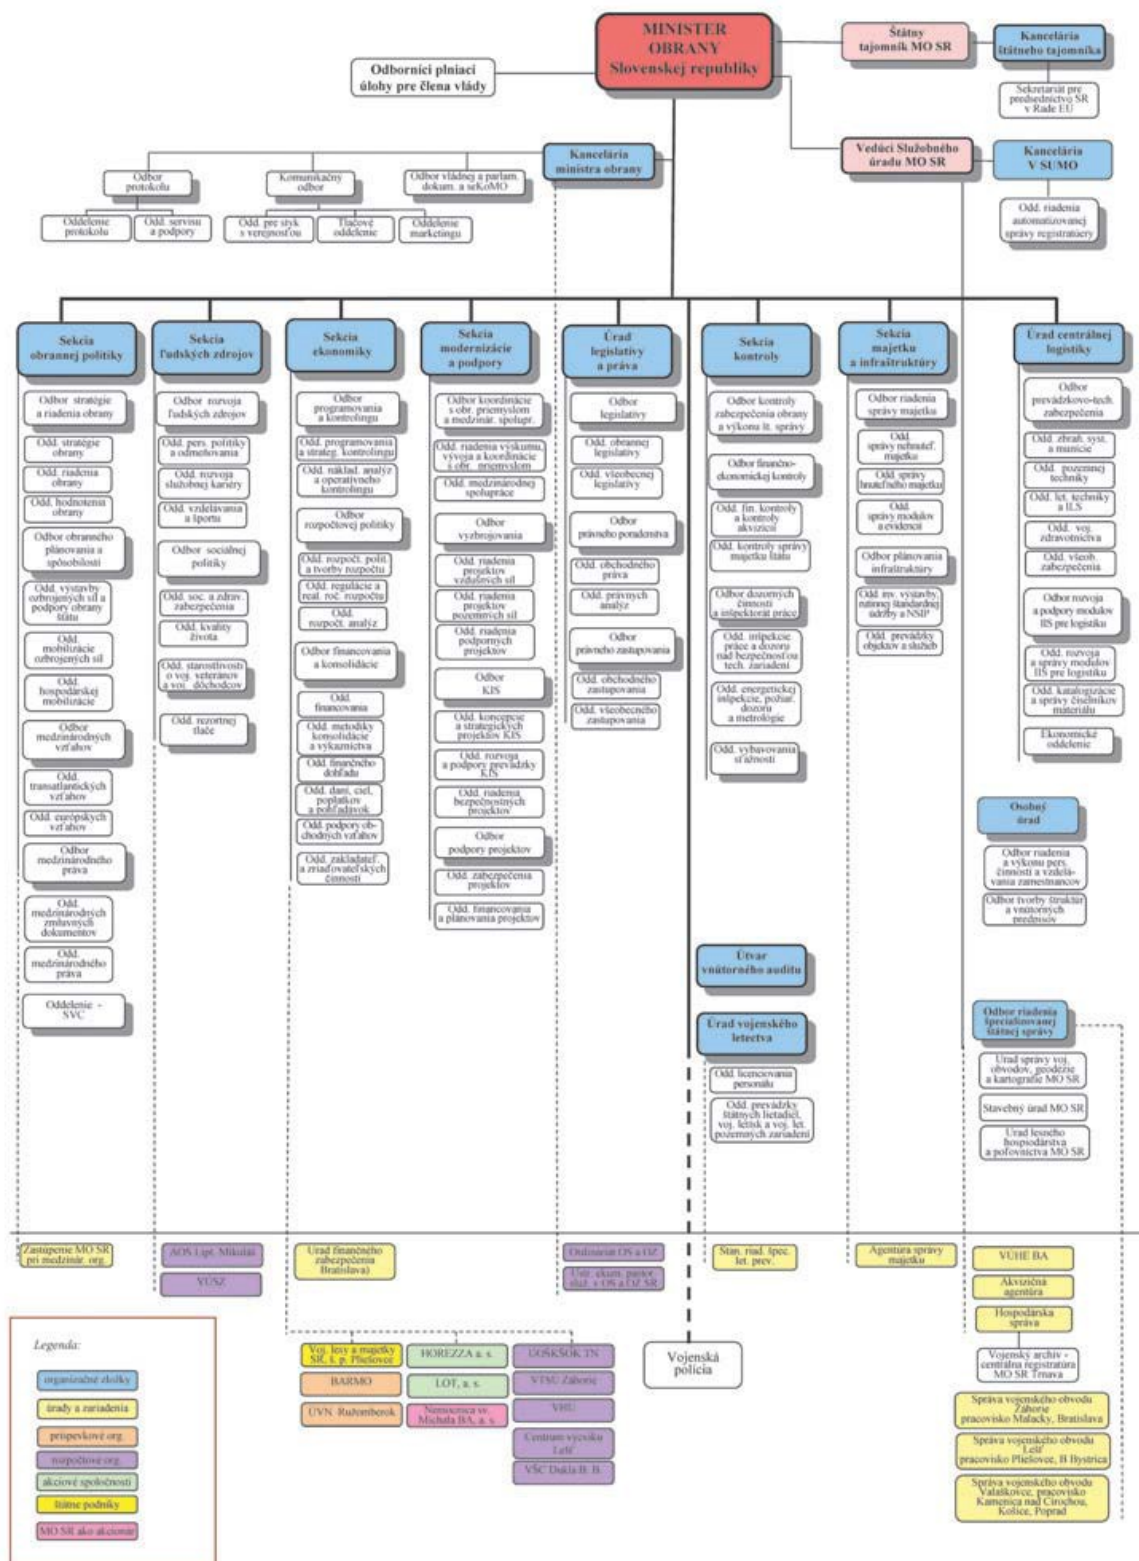 MINISTER
OBRANY
Slovenskej republiky
Štátny
tajomník MO SR
Kancelária
štátneho tajomníka
Sekretariát pre
predsedníctvo SR
v Rade EÚ
Odborníci plniaci
úlohy pre člena vlády
Vedúci Služobného
úradu MO SR
Kancelária
V SUMO
Odd. riadenia
automatizovanej
správy registratúry
Kancelária
ministra obrany
Odbor
protokolu
Komunikačný
odbor
Odbor vládnej a parlam.
dokum. a seKoMO
Oddelenie
protokolu
Odd. servisu
a podpory
Odd. pre styk
s verejnosťou
Tlačové
oddelenie
Oddelenie
marketingu
Sekcia
obrannej politiky
Odbor stratégie
a riadenia obrany
Odd. stratégie
obrany
Odd. riadenia
obrany
Odd. hodnotenia
obrany
Odbor obranného
plánovania a
spôsobilostí
Odd. výstavby
ozbrojených síl a
podpory obrany
štátu
Odd.
mobilizácie
ozbrojených síl
Odd.
hospodárskej
mobilizácie
Odbor
medzinárodných
vzťahov
Odd.
transatlantických
vzťahov
Odd. európskych
vzťahov
Odbor
medzinárodného
práva
Odd.
medzinárodných
zmluvných
dokumentov
Odd.
medzinárodného
práva
Oddelenie -
SVC
Sekcia
ľudských zdrojov
Odbor rozvoja
ľudských zdrojov
Odd. pers. politiky
a odmeňovania
Odd. rozvoja
služobnej kariéry
Odd. vzdelávania
a športu
Odbor sociálnej
politiky
Odd. soc. a zdrav.
zabezpečenia
Odd. kvality
života
Odd. starostlivosti
o voj. veteránov
a voj. dôchodcov
Odd. rezortnej
tlače
Sekcia
ekonomiky
Odbor
programovania
a kontrolingu
Odd. programovania
a strateg. kontrolingu
Odd. náklad. analýz
a operatívneho
kontrolingu
Odbor
rozpočtovej politiky
Odd. rozpočt. polit.
a tvorby rozpočtu
Odd. regulácie a
real. roč. rozpočtu
Odd.
rozpočt. analýz
Odbor financovania
a konsolidácie
Odd.
financovania
Odd. metodiky
konsolidácie
a výkazníctva
Odd. finančného
dohľadu
Odd. daní, ciel,
poplatkov
a pohľadávok
Odd. podpory ob-
chodných vzťahov
Odd. zakladateľ.
a zriaďovateľských
činností
Sekcia
modernizácie
a podpory
Odbor koordinácie
s obr. priemyslom
a medzinár. spolupr.
Odd. riadenia výskumu,
vývoja a koordinácie
s obr. priemyslom
Odd. medzinárodnej
spolupráce
Odbor
vyzbrojovania
Odd. riadenia
projektov
vzdušných síl
Odd. riadenia
projektov
pozemných síl
Odd. riadenia
podporných
projektov
Odbor
KIS
Odd. koncepcie
a strategických
projektov KIS
Odd. rozvoja
a podpory prevádzky
KIS
Odd. riadenia
bezpečnostných
projektov
Odbor
podpory projektov
Odd. zabezpečenia
projektov
Odd. financovania
a plánovania projektov
Úrad
legislatívy
a práva
Odbor
legislatívy
Odd. obrannej
legislatívy
Odd. všeobecnej
legislatívy
Odbor
právneho poradenstva
Odd. obchodného
práva
Odd. právnych
analýz
Odbor
právneho zastupovania
Odd. obchodného
zastupovania
Odd. všeobecného
zastupovania
Sekcia
kontroly
Odbor kontroly
zabezpečenia obrany
a výkonu št. správy
Odbor finančno-
ekonomickej kontroly
Odd. fin. kontroly
a kontroly
akvizícií
Odd. kontroly správy
majetku štátu
Odbor dozorných
činností
a inšpektorát práce
Odd. inšpekcie
práce a dozoru
nad bezpečnosťou
tech. zariadení
Odd. energetickej
inšpekcie, požiar.
dozoru
a metrológie
Odd. vybavovania
sťažností
Sekcia
majetku
a infraštruktúry
Odbor riadenia
správy majetku
Odd.
správy nehnuteľ.
majetku
Odd. správy
hnuteľného majetku
Odd.
správy modulov
a evidencií
Odbor plánovania
infraštruktúry
Odd. inv. výstavby,
rutinnej štandardnej
údržby a NSIP
Odd. prevádzky
objektov a služieb
Úrad centrálnej
logistiky
Odbor
prevádzkovo-tech.
zabezpečenia
Odd. zbraň. syst.
a munície
Odd. pozemnej
techniky
Odd. let. techniky
a ILS
Odd. voj.
zdravotníctva
Odd. všeob.
zabezpečenia
Odbor rozvoja
a podpory modulov
IIS pre logistiku
Odd. rozvoja
a správy modulov
IIS pre logistiku
Odd. katalogizácie
a správy číselníkov
materiálu
Ekonomické
oddelenie
Osobný
úrad
Odbor riadenia
a výkonu pers.
činností a vzdelá-
vania zamestnancov
Odbor tvorby štruktúr
a vnútorných
predpisov
Útvar
vnútorného auditu
Úrad vojenského
letectva
Odd. licenciovania
personálu
Odd. prevádzky
štátnych lietadiel,
voj. letísk a voj. let.
pozemných zariadení
Odbor riadenia
špecializovanej
štátnej správy
Úrad správy voj.
obvodov, geodézie
a kartografie MO SR
Stavebný úrad MO SR
Úrad lesného
hospodárstva
a poľovníctva MO SR
Zastúpenie MO SR
pri medzinár. org.
AOS Lipt. Mikuláš
VÚSZ
Úrad finančného
zabezpečenia
Bratislava)
Ordinariát OS a OZ
Ústr. ekum. pastor.
služ. v OS a OZ SR
Stan. riad. špec.
let. prev.
Agentúra správy
majetku
VÚHE BA
Akvizičná
agentúra
Hospodárska
správa
Vojenský archív -
centrálna registratúra
MO SR Trnava
Správa vojenského obvodu
Záhorie
pracovisko Malacky, Bratislava
Správa vojenského obvodu
Lešť
pracovisko Pliešovce, B Bystrica
Správa vojenského obvodu
Valaškovce, pracovisko
Kamenica nad Cirochou,
Košice, Poprad
Voj. lesy a majetky
SR, š. p. Pliešovce
BARMO
ÚVN Ružomberok
HOREZZA a. s.
LOT, a. s.
Nemocnica sv.
Michala BA, a. s.
ÚOŠKŠOK TN
VTSÚ Záhorie
VHÚ
Centrum výcviku
Lešť
VŠC Dukla B. B.
Vojenská
polícia
Legenda:
organizačné zložky
úrady a zariadenia
príspevkové org.
rozpočtové org.
akciové spoločnosti
štátne podniky
MO SR ako akcionár